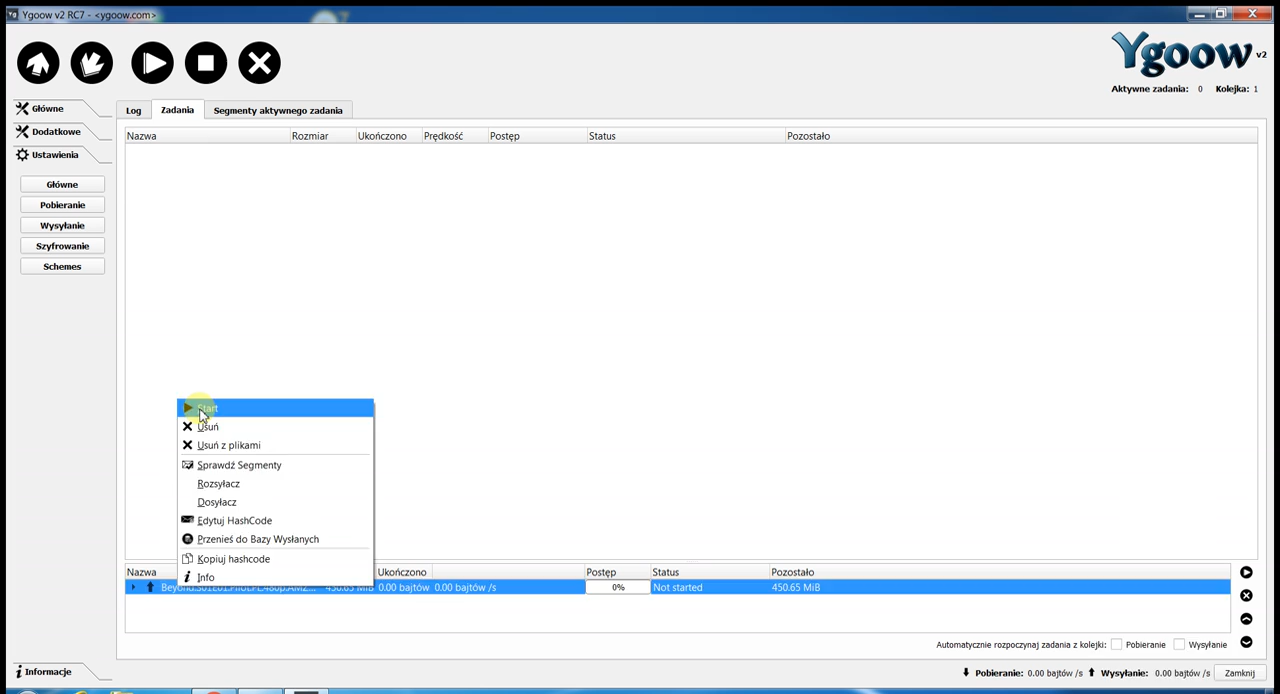 Yg Ygoow v2 RC7 - <ygoow.com>
Ygoow v2
Aktywne zadania: 0 Kolejka: 1
Główne
Dodatkowe
Ustawienia
Główne
Pobieranie
Wysyłanie
Szyfrowanie
Schemes
Log Zadania Segmenty aktywnego zadania
Nazwa Rozmiar Ukończono Prędkość Postęp Status Pozostało
Start
Usuń
Usuń z plikami
Sprawdź Segmenty
Rozsyłacz
Dosyłacz
Edytuj HashCode
Przenieś do Bazy Wysłanych
Kopiuj hashcode
Info
Nazwa Ukończono Postęp Status Pozostało
450.65 MiB 0.00 bajtów 0.00 bajtów /s 0% Not started 450.65 MiB
Automatycznie rozpoczynaj zadania z kolejki: Pobieranie Wysyłanie
Informacje
Pobieranie: 0.00 bajtów /s Wysyłanie: 0.00 bajtów /s Zamknij